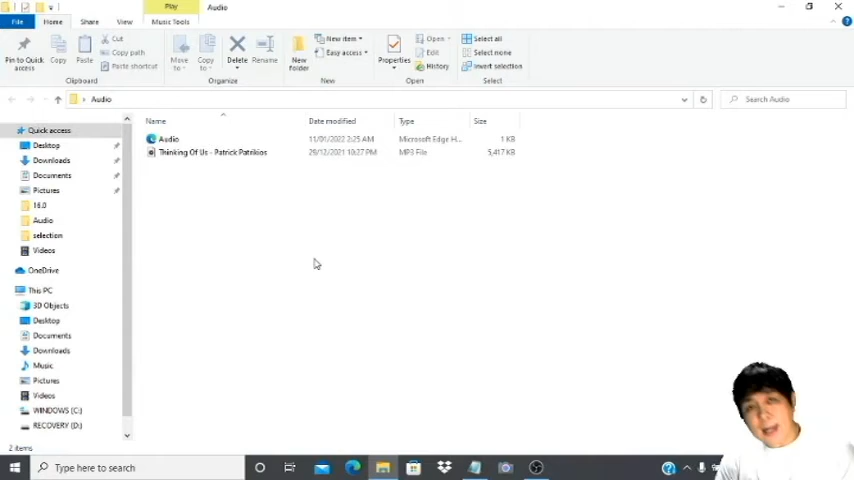 Play
Audio
File
Home
Share
View
Music Tools
Pin to Quick access
Copy
Paste
Cut
Copy path
Paste shortcut
Clipboard
Move to
Copy to
Delete
Rename
Organize
New folder
New item
Easy access
New
Properties
Open
Edit
History
Open
Select all
Select none
Invert selection
Select
Audio
Search Audio
Name
Date modified
Type
Size
Audio
11/01/2022 2:25 AM
Microsoft Edge H...
1 KB
Thinking Of Us - Patrick Patrikios
29/12/2021 10:27 PM
MP3 File
5,417 KB
Quick access
Desktop
Downloads
Documents
Pictures
16.0
Audio
selection
Videos
OneDrive
This PC
3D Objects
Desktop
Documents
Downloads
Music
Pictures
Videos
WINDOWS (C:)
RECOVERY (D:)
2 items
Type here to search